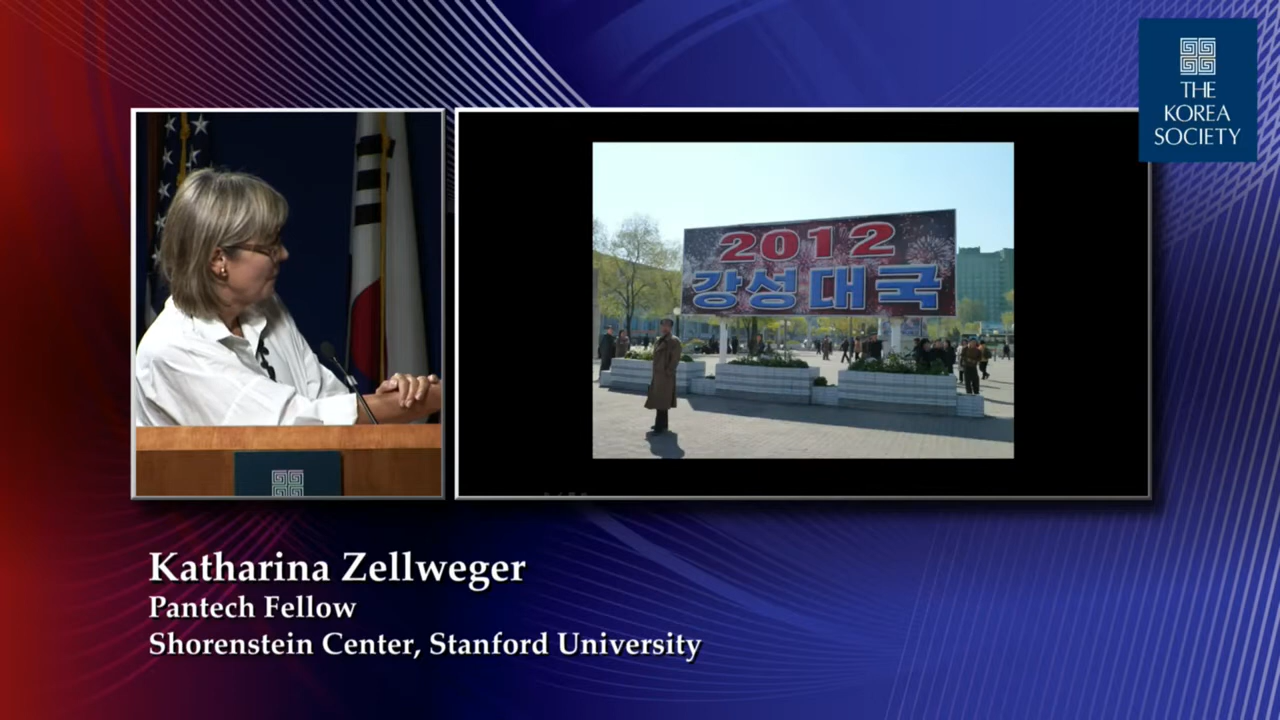 THE
KOREA
SOCIETY
2012
강성대국
Katharina Zellweger
Pantech Fellow
Shorenstein Center, Stanford University